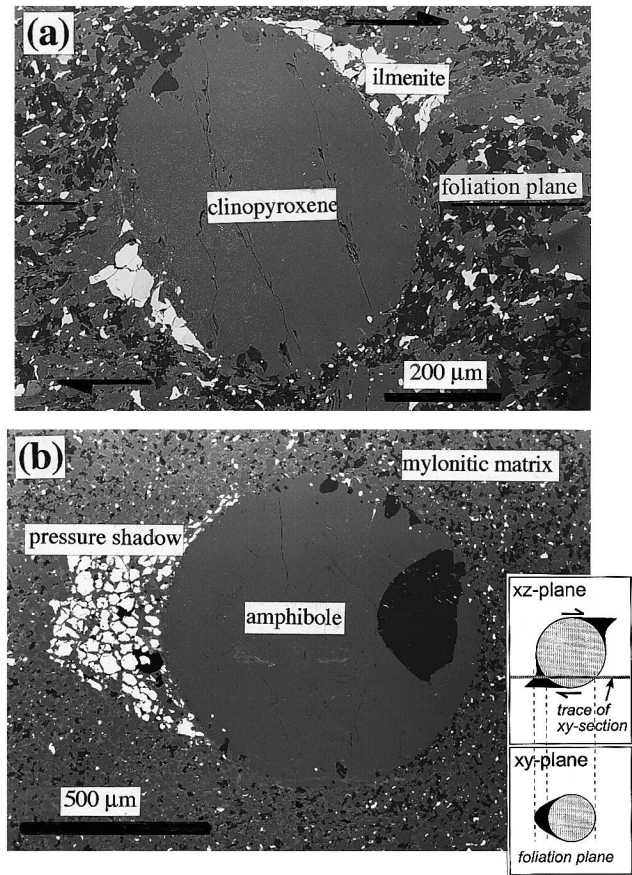 (a)
ilmenite
clinopyroxene
foliation plane
200 µm
(b)
mylonitic matrix
pressure shadow
amphibole
500 µm
xz-plane
trace of
xy-section
xy-plane
foliation plane